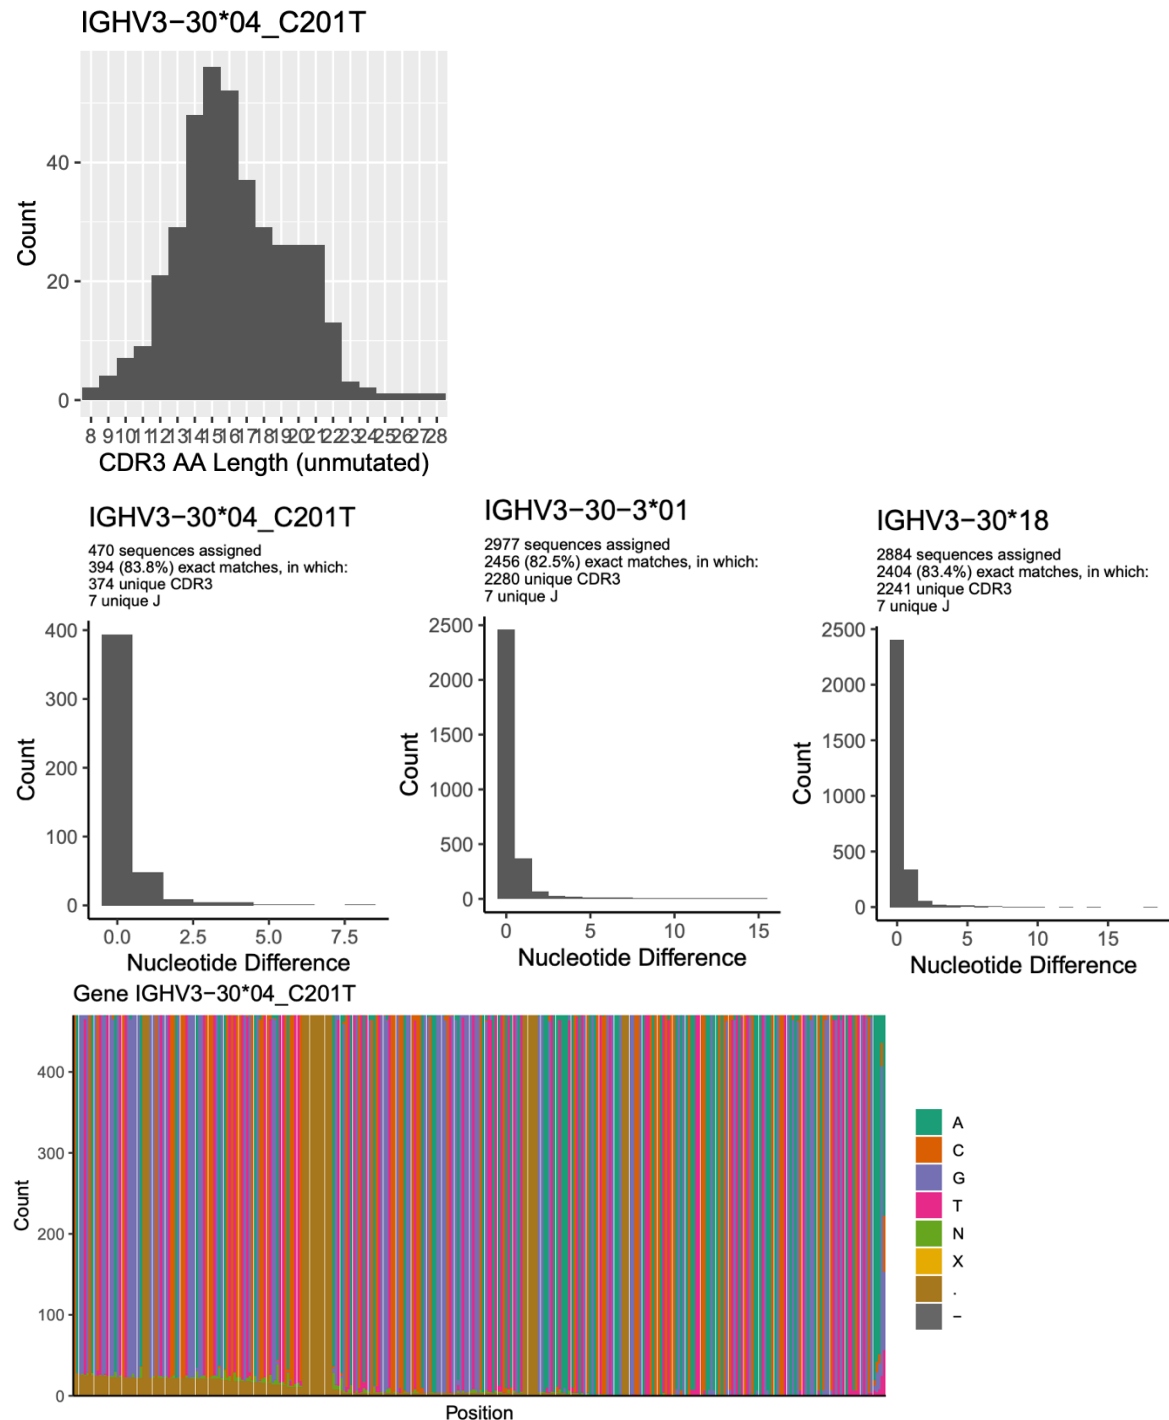 IGHV3−30*04_C201T
40
20
0
Count
8 9 10 11 12 13 14 15 16 17 18 19 20 21 22 23 24 25 26 27 28
CDR3 AA Length (unmutated)
IGHV3−30*04_C201T
470 sequences assigned
394 (83.8%) exact matches, in which:
374 unique CDR3
7 unique J
400
300
200
100
0
Count
0.0 2.5 5.0 7.5
Nucleotide Difference
IGHV3−30−3*01
2977 sequences assigned
2456 (82.5%) exact matches, in which:
2280 unique CDR3
7 unique J
2500
2000
1500
1000
500
0
Count
0 5 10 15
Nucleotide Difference
IGHV3−30*18
2884 sequences assigned
2404 (83.4%) exact matches, in which:
2241 unique CDR3
7 unique J
2500
2000
1500
1000
500
0
Count
0 5 10 15
Nucleotide Difference
Gene IGHV3−30*04_C201T
400
300
200
100
0
Count
Position
A
C
G
T
N
X
.
−